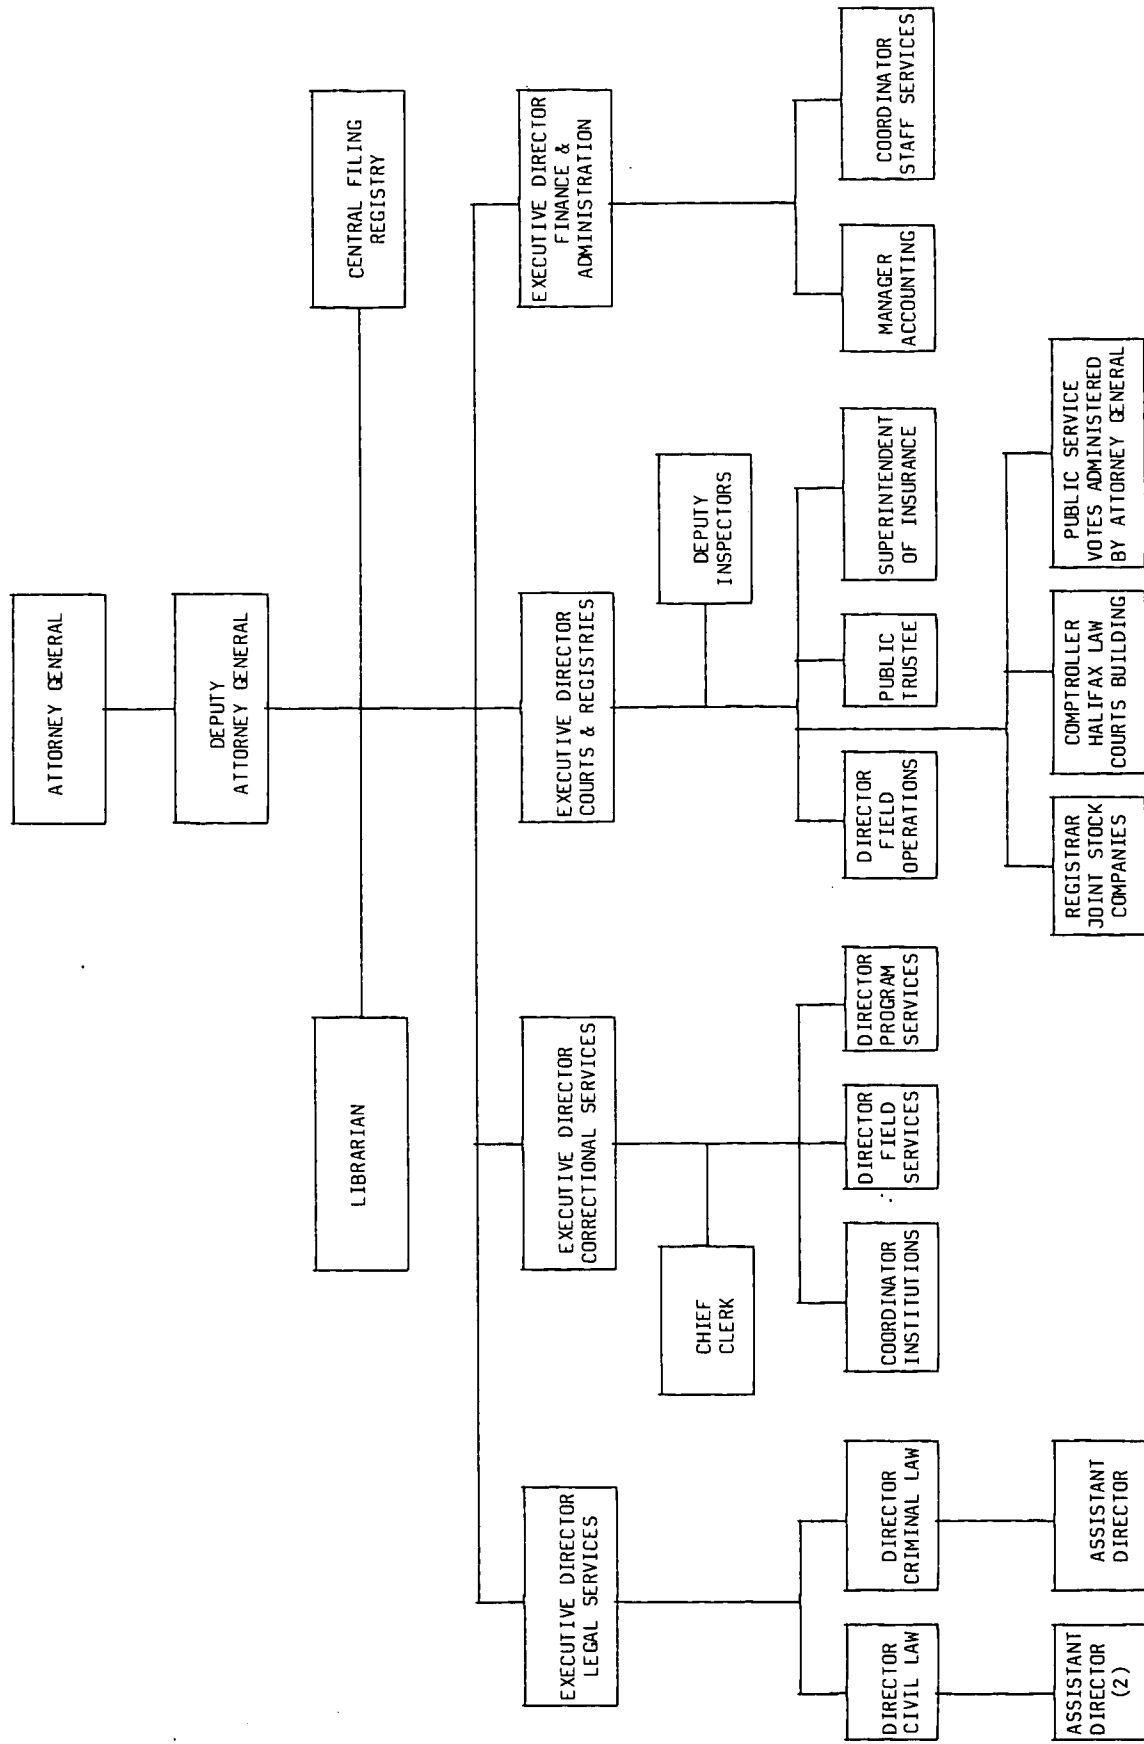 ATTORNEY GENERAL
DEPUTY
ATTORNEY GENERAL
LIBRARIAN
CENTRAL FILING
REGISTRY
EXECUTIVE DIRECTOR
LEGAL SERVICES
EXECUTIVE DIRECTOR
CORRECTIONAL SERVICES
EXECUTIVE DIRECTOR
COURTS & REGISTRIES
EXECUTIVE DIRECTOR
FINANCE &
ADMINISTRATION
CHIEF
CLERK
DEPUTY
INSPECTORS
DIRECTOR
CIVIL LAW
DIRECTOR
CRIMINAL LAW
COORDINATOR
INSTITUTIONS
DIRECTOR
FIELD
SERVICES
DIRECTOR
PROGRAM
SERVICES
DIRECTOR
FIELD
OPERATIONS
PUBLIC
TRUSTEE
SUPERINTENDENT
OF INSURANCE
MANAGER
ACCOUNTING
COORDINATOR
STAFF SERVICES
ASSISTANT
DIRECTOR
(2)
ASSISTANT
DIRECTOR
REGISTRAR
JOINT STOCK
COMPANIES
COMPTROLLER
HALIFAX LAW
COURTS BUILDING
PUBLIC SERVICE
VOTES ADMINISTERED
BY ATTORNEY GENERAL